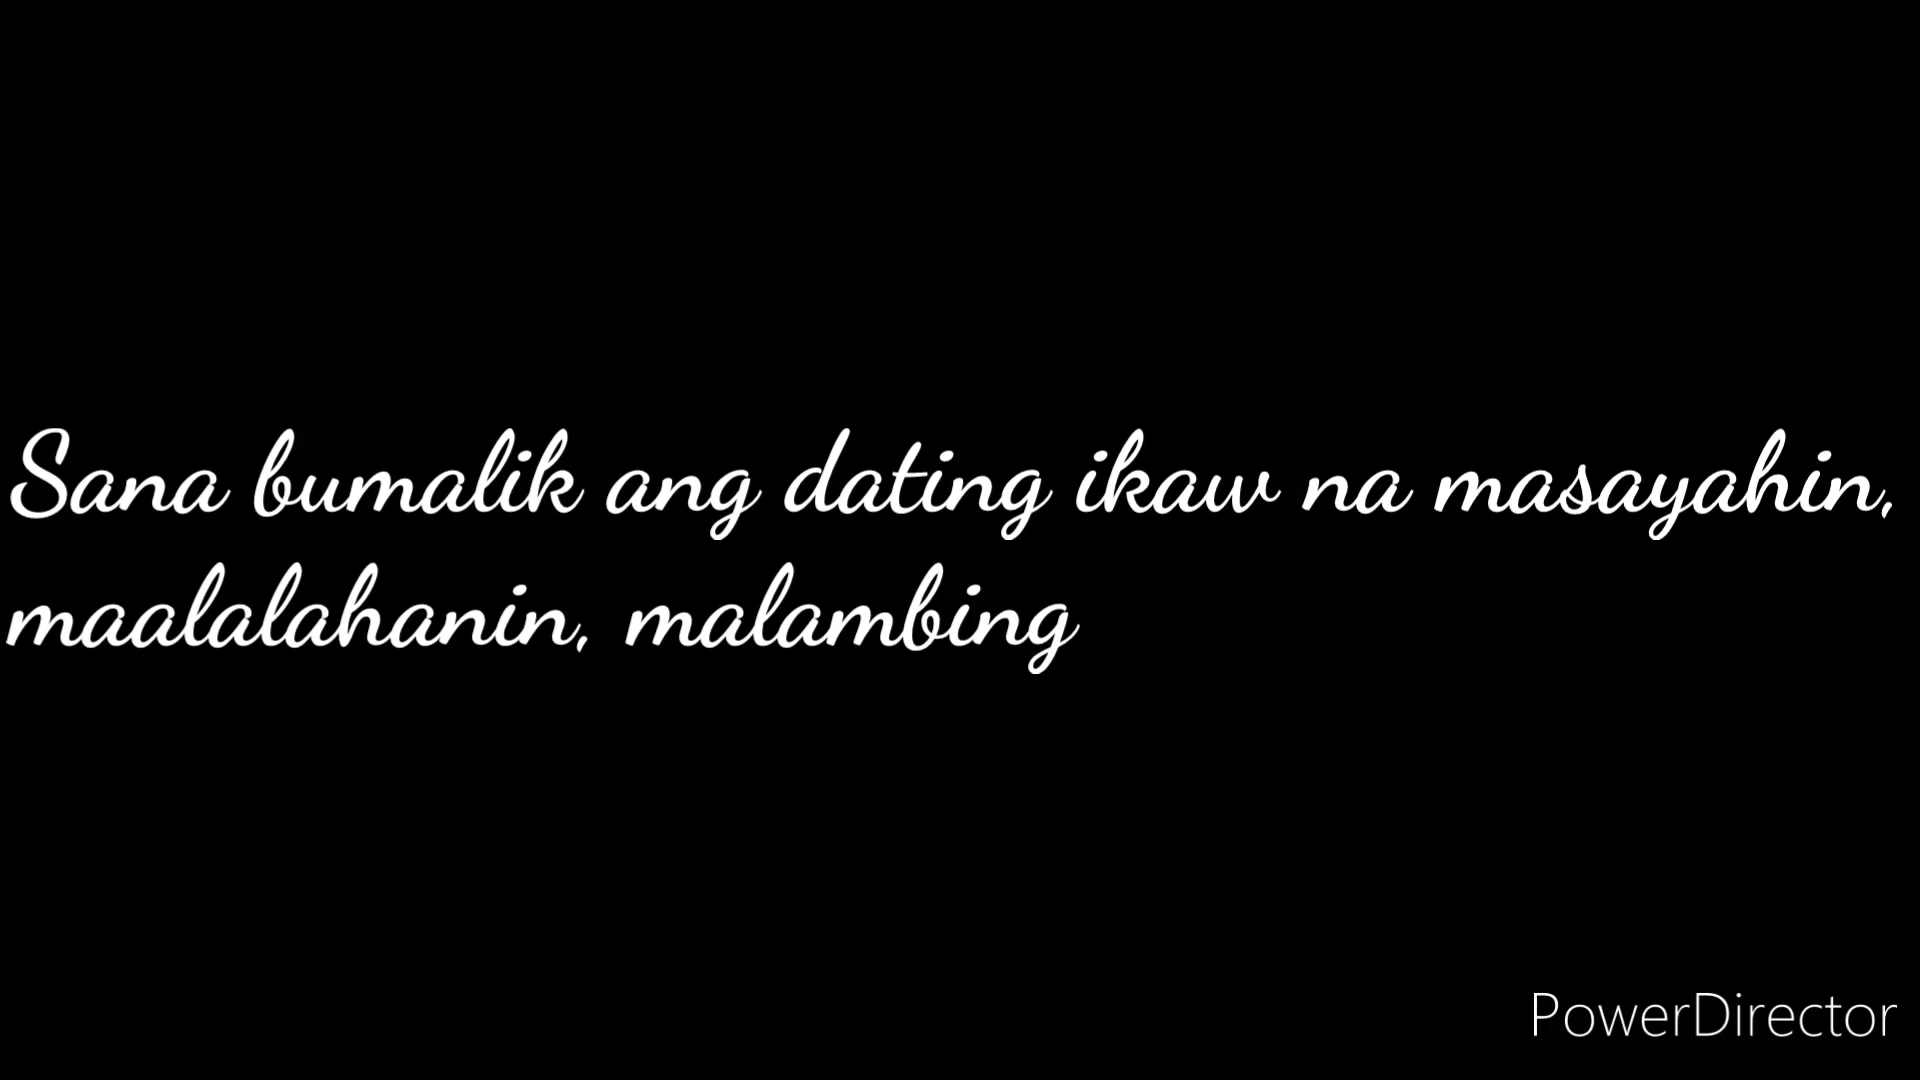 Sana bumalik ang dating ikaw na masayahin,
maalalahanin, malambing
PowerDirector